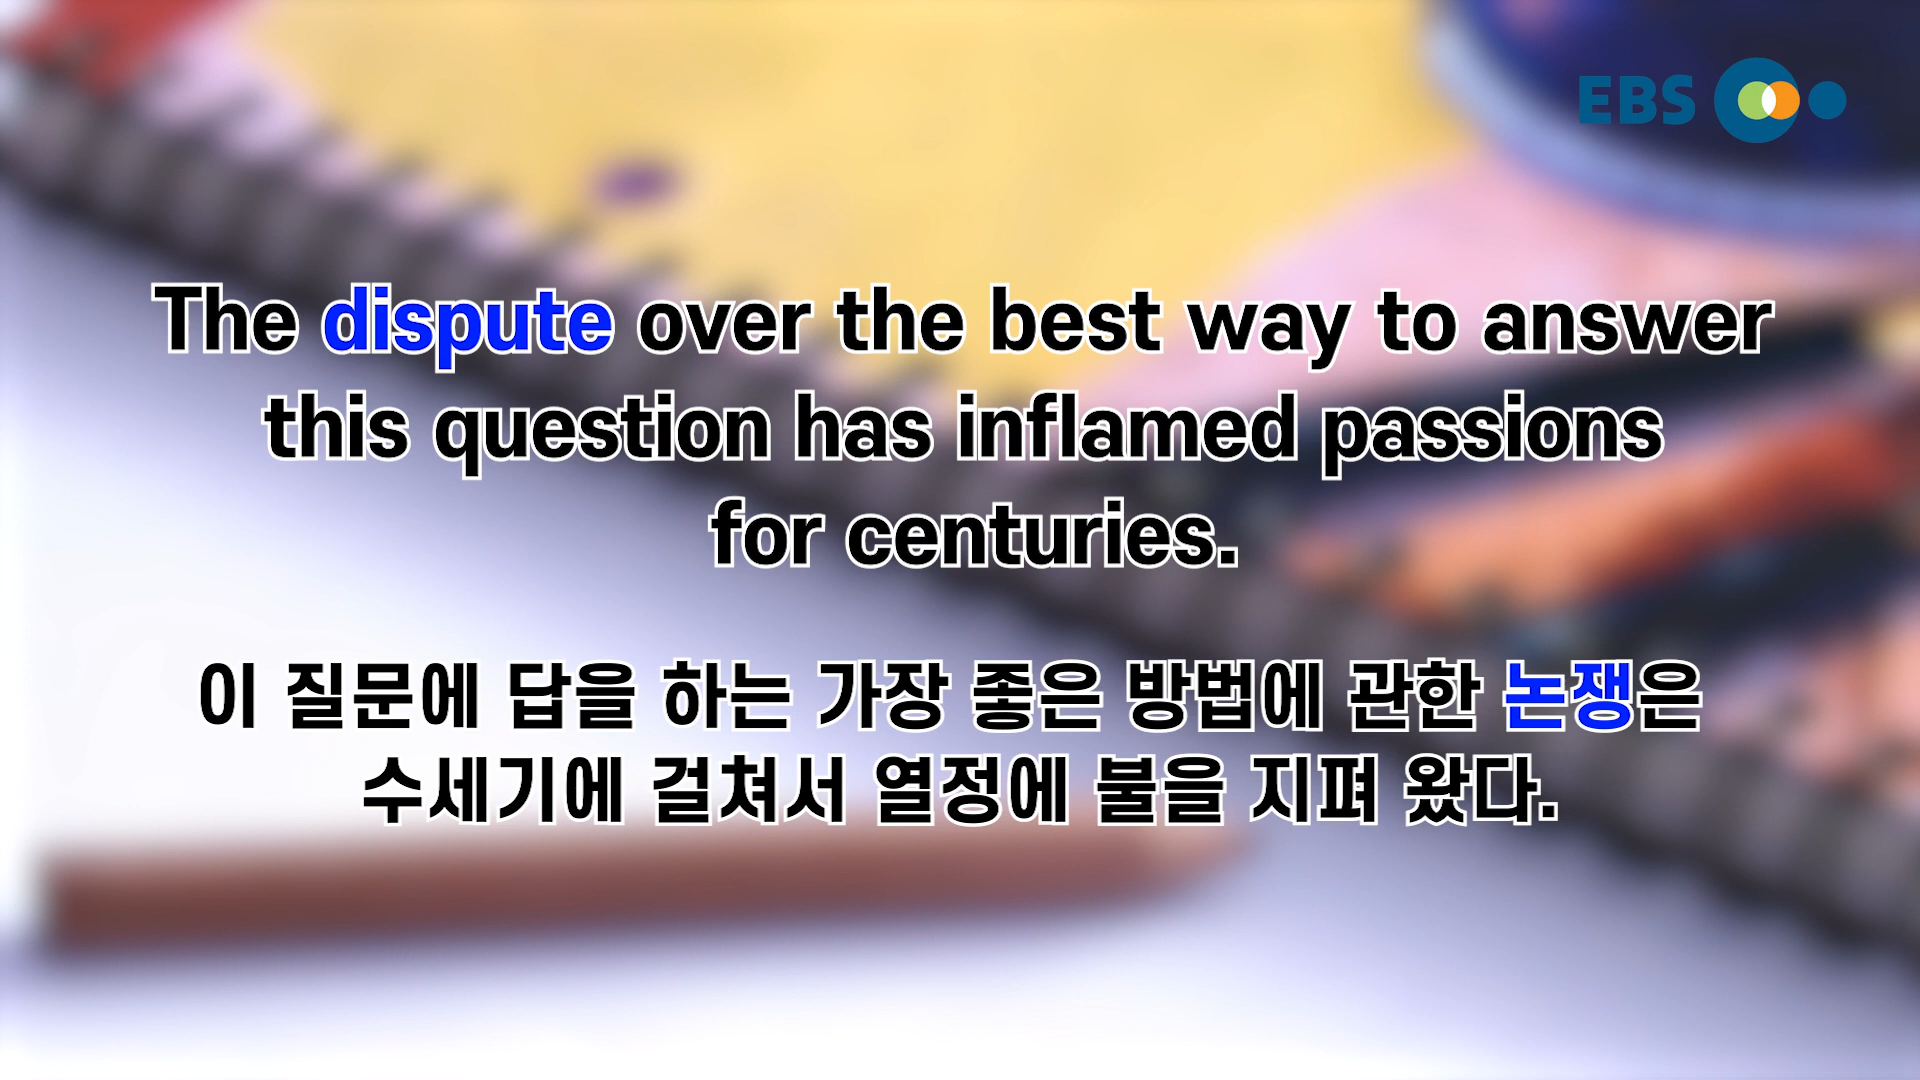 EBS
The dispute over the best way to answer
this question has inflamed passions
for centuries.
이 질문에 답을 하는 가장 좋은 방법에 관한 논쟁은
수세기에 걸쳐서 열정에 불을 지펴 왔다.